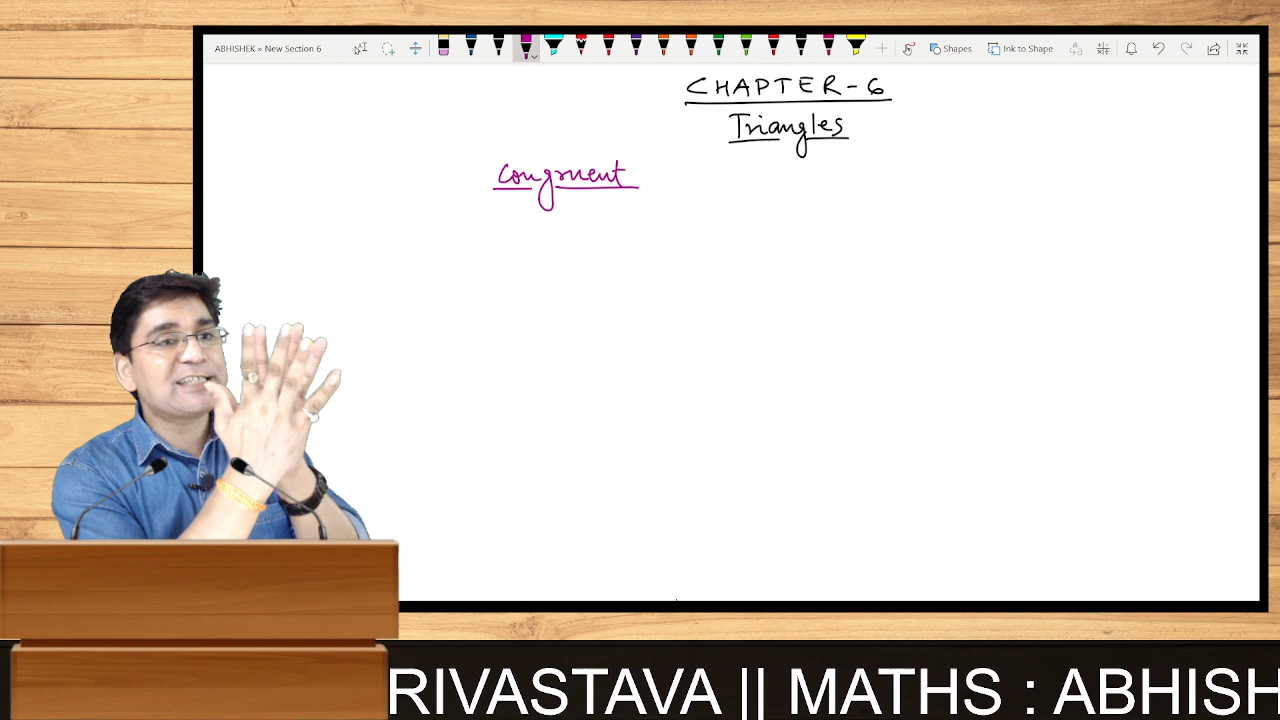 ABHISHEK » New Section 6
Shapes
Ink to Shape
CHAPTER-6
Triangles
Congruent
RIVASTAVA || MATHS : ABHISH